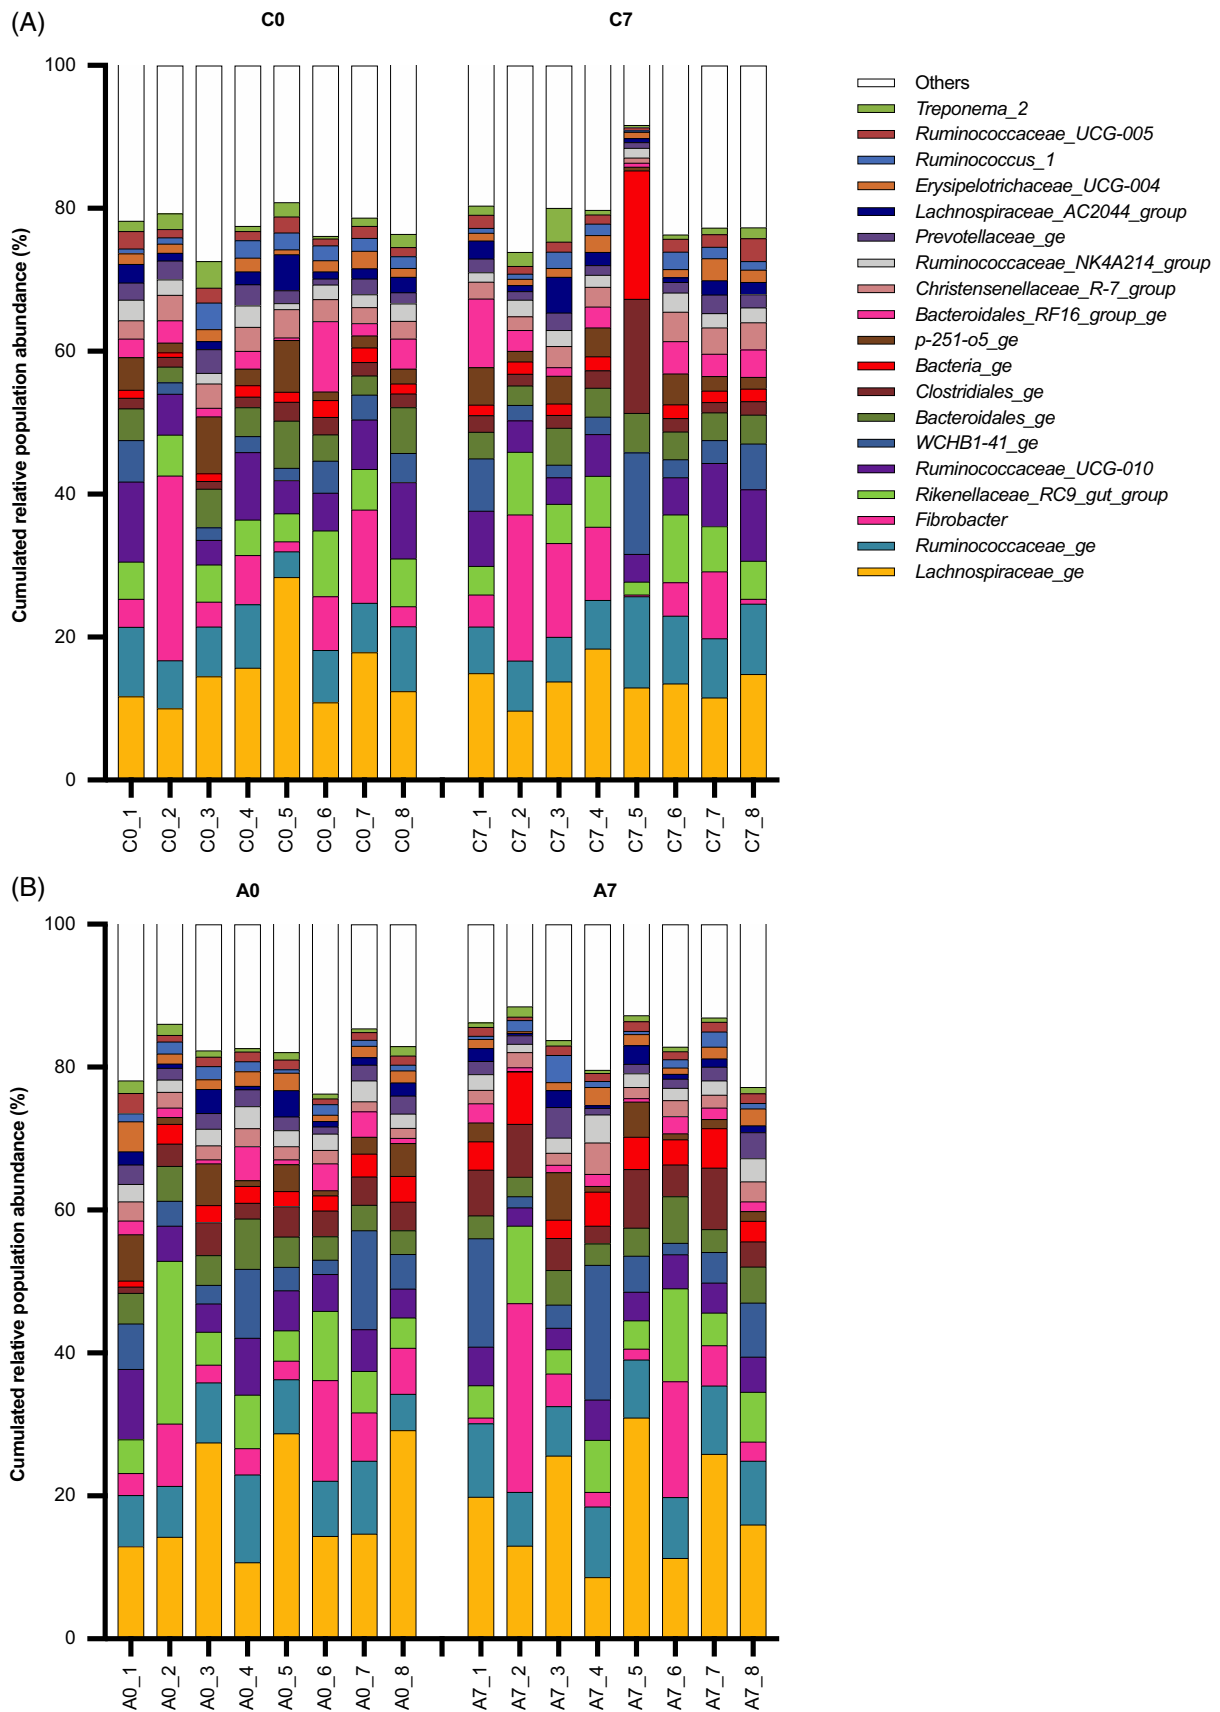 (A)
C0
C7
Cumulated relative population abundance (%)
100
80
60
40
20
0
C0_1
C0_2
C0_3
C0_4
C0_5
C0_6
C0_7
C0_8
C7_1
C7_2
C7_3
C7_4
C7_5
C7_6
C7_7
C7_8
Others
Treponema_2
Ruminococcaceae_UCG-005
Ruminococcus_1
Erysipelotrichaceae_UCG-004
Lachnospiraceae_AC2044_group
Prevotellaceae_ge
Ruminococcaceae_NK4A214_group
Christensenellaceae_R-7_group
Bacteroidales_RF16_group_ge
p-251-o5_ge
Bacteria_ge
Clostridiales_ge
Bacteroidales_ge
WCHB1-41_ge
Ruminococcaceae_UCG-010
Rikenellaceae_RC9_gut_group
Fibrobacter
Ruminococcaceae_ge
Lachnospiraceae_ge
(B)
A0
A7
Cumulated relative population abundance (%)
100
80
60
40
20
0
A0_1
A0_2
A0_3
A0_4
A0_5
A0_6
A0_7
A0_8
A7_1
A7_2
A7_3
A7_4
A7_5
A7_6
A7_7
A7_8